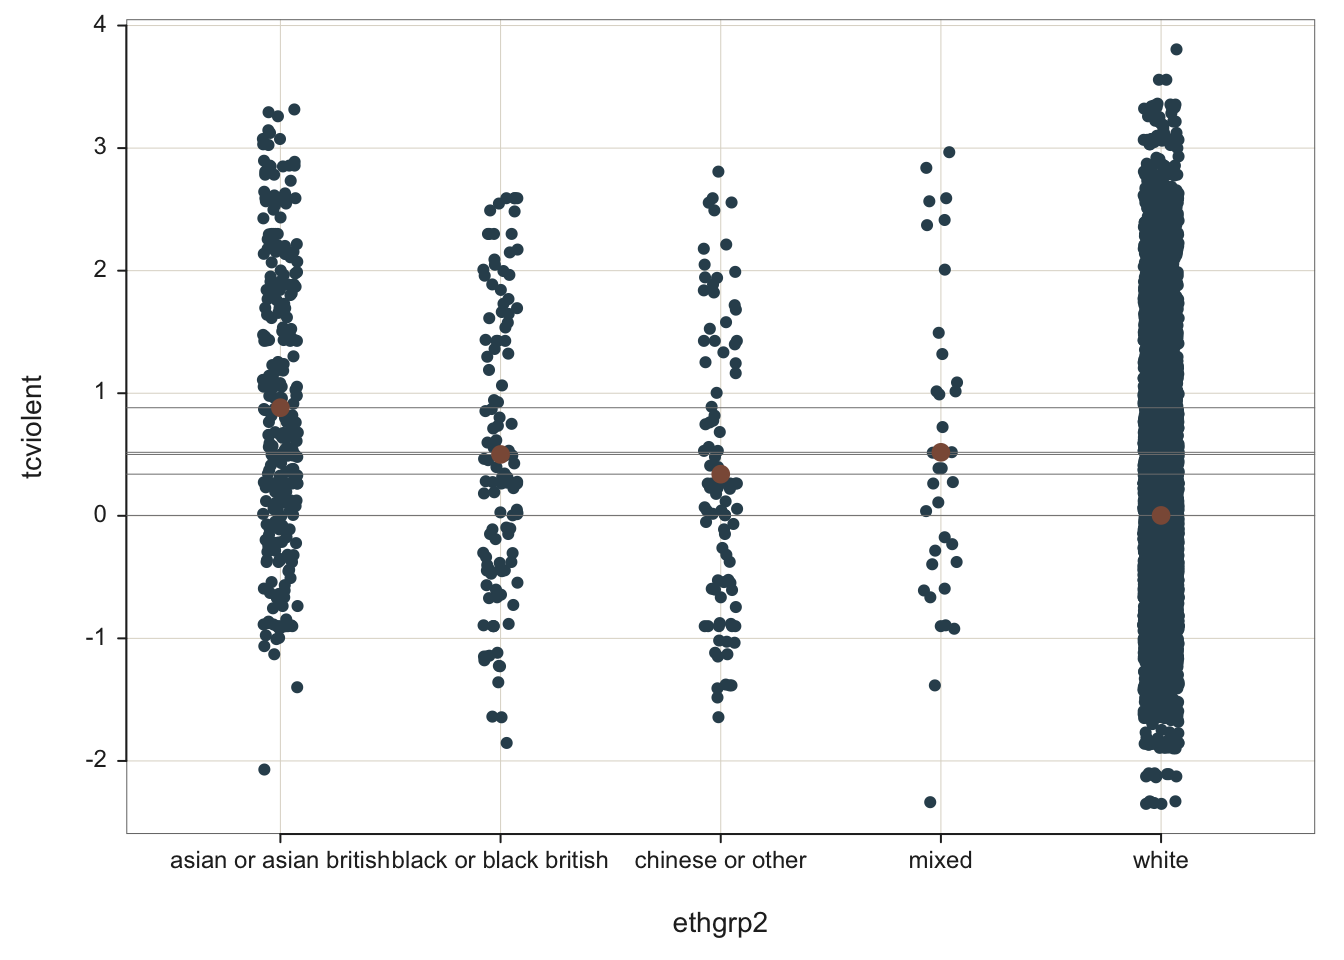 4
3
2
1
0
-1
-2
tcviolent
asian or asian british black or black british chinese or other mixed white
ethgrp2